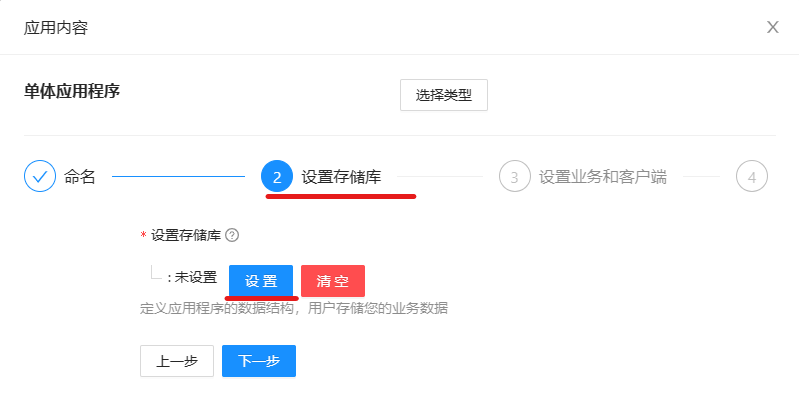 应用内容
单体应用程序 选择类型
命名 2 设置存储库 3 设置业务和客户端 4
* 设置存储库
: 未设置 设 置 清 空
定义应用程序的数据结构，用户存储您的业务数据
上一步 下一步